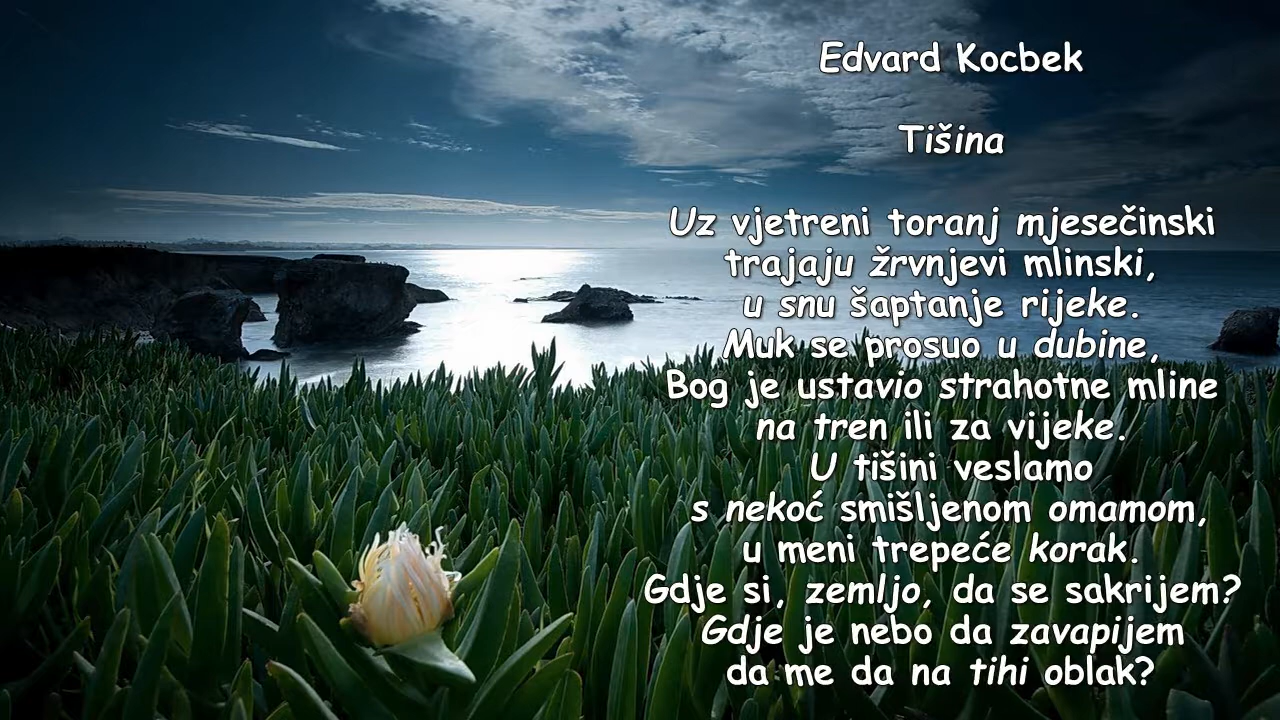 Edvard Kocbek
Tišina
Uz vjetreni toranj mjesečinski
trajaju žrvnjevi mlinski,
u snu šaptanje rijeke.
Muk se prosuo u dubine,
Bog je ustavio strahotne mline
na tren ili za vijeke.
U tišini veslamo
s nekoć smišljenom omamom,
u meni trepeće korak.
Gdje si, zemljo, da se sakrijem?
Gdje je nebo da zavapijem
da me da na tihi oblak?